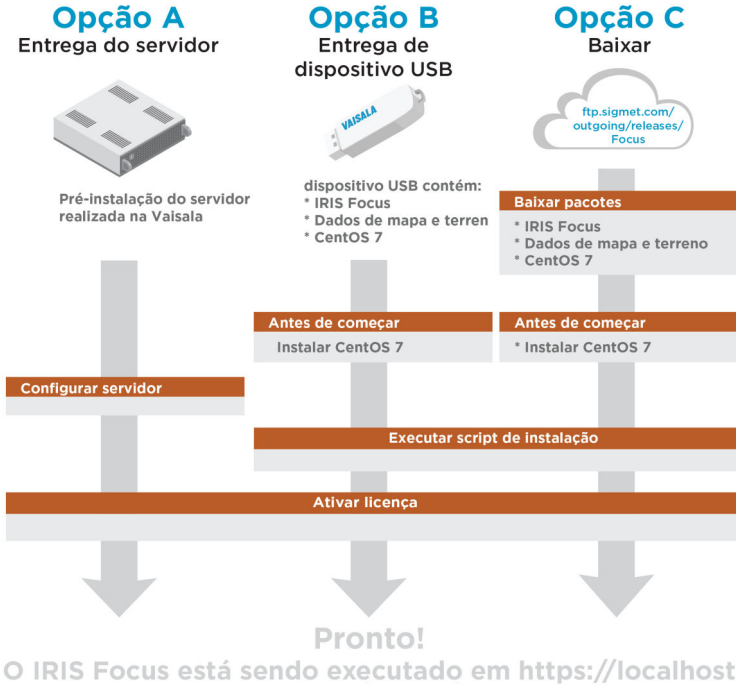 Opção A
Entrega do servidor
Pré-instalação do servidor
realizada na Vaisala
Opção B
Entrega de
dispositivo USB
VAISALA
dispositivo USB contém:
* IRIS Focus
* Dados de mapa e terren
* CentOS 7
Opção C
Baixar
ftp.sigmet.com/
outgoing/releases/
Focus
Baixar pacotes
* IRIS Focus
* Dados de mapa e terreno
* CentOS 7
Antes de começar
Instalar CentOS 7
Antes de começar
* Instalar CentOS 7
Configurar servidor
Executar script de instalação
Ativar licença
Pronto!
O IRIS Focus está sendo executado em https://localhost